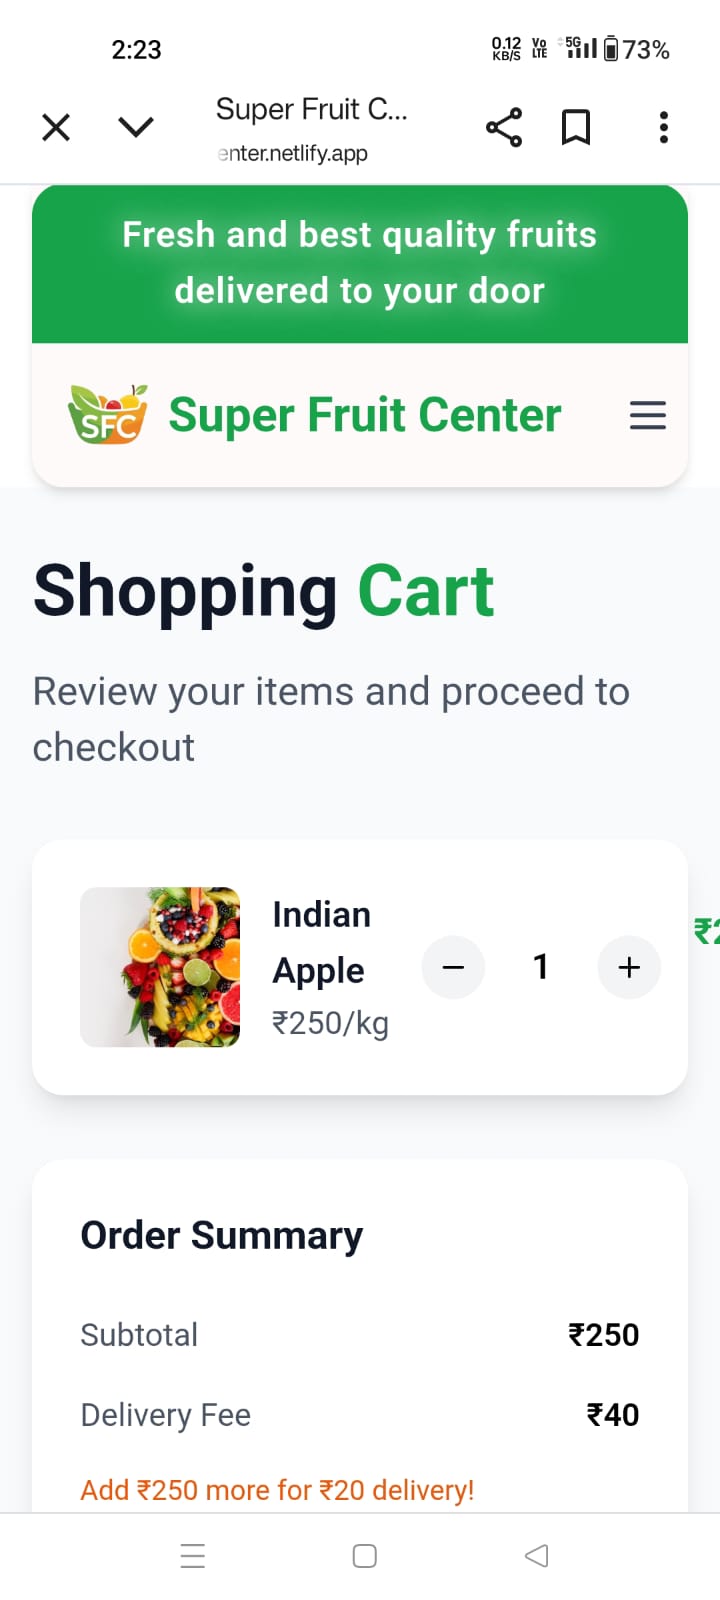 2:23
0.12 KB/S Vo LTE 5G 73%
Super Fruit C...
enter.netlify.app
Fresh and best quality fruits
delivered to your door
SFC Super Fruit Center
Shopping Cart
Review your items and proceed to
checkout
Indian
Apple
₹250/kg
− 1 +
Order Summary
Subtotal ₹250
Delivery Fee ₹40
Add ₹250 more for ₹20 delivery!